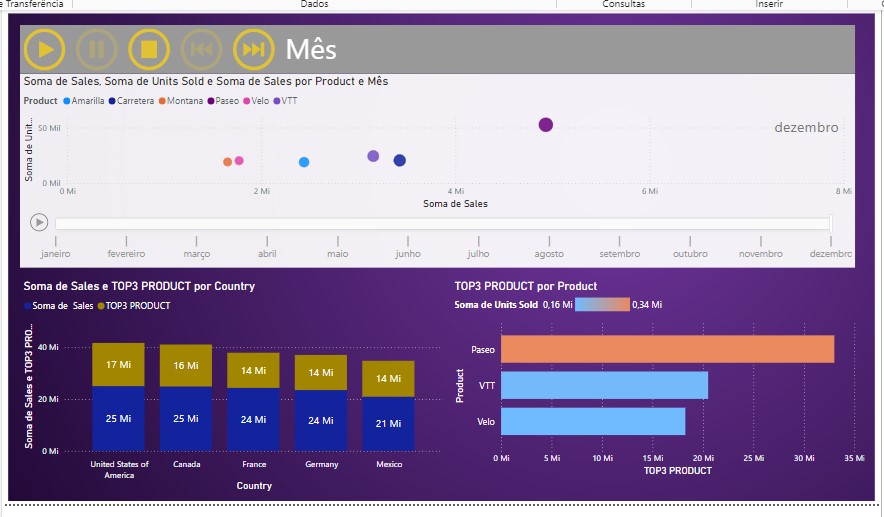 e Transferência Dados Consultas Inserir
Mês
Soma de Sales, Soma de Units Sold e Soma de Sales por Product e Mês
Product Amarilla Carretera Montana Paseo Velo VTT
dezembro
Soma de Unit...
50 Mil
0 Mil
0 Mi 2 Mi 4 Mi 6 Mi 8 Mi
Soma de Sales
janeiro fevereiro março abril maio junho julho agosto setembro outubro novembro dezembro
Soma de Sales e TOP3 PRODUCT por Country
Soma de Sales TOP3 PRODUCT
Soma de Sales e TOP3 PRO...
40 Mi
20 Mi
0 Mi
17 Mi 16 Mi 14 Mi 14 Mi 14 Mi
25 Mi 25 Mi 24 Mi 24 Mi 21 Mi
United States of America Canada France Germany Mexico
Country
TOP3 PRODUCT por Product
Soma de Units Sold 0,16 Mi 0,34 Mi
Product
Paseo
VTT
Velo
0 Mi 5 Mi 10 Mi 15 Mi 20 Mi 25 Mi 30 Mi 35 Mi
TOP3 PRODUCT